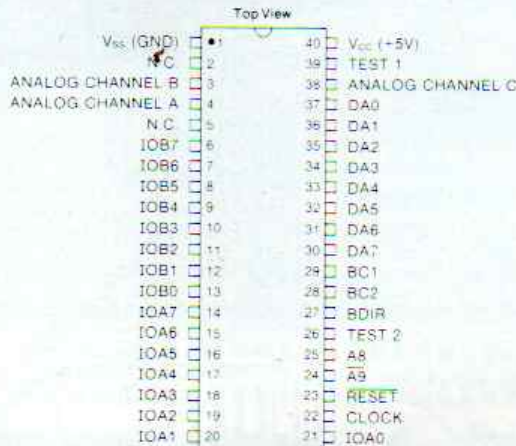 Top View
Vss (GND) 1 40 Vcc (+5V)
N.C. 2 39 TEST 1
ANALOG CHANNEL B 3 38 ANALOG CHANNEL C
ANALOG CHANNEL A 4 37 DA0
N.C. 5 36 DA1
IOB7 6 35 DA2
IOB6 7 34 DA3
IOB5 8 33 DA4
IOB4 9 32 DA5
IOB3 10 31 DA6
IOB2 11 30 DA7
IOB1 12 29 BC1
IOB0 13 28 BC2
IOA7 14 27 BDIR
IOA6 15 26 TEST 2
IOA5 16 25 A8
IOA4 17 24 A9
IOA3 18 23 RESET
IOA2 19 22 CLOCK
IOA1 20 21 IOA0